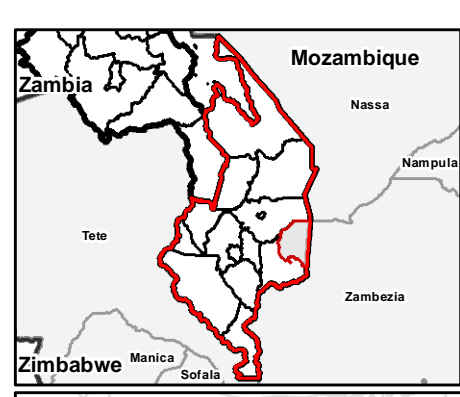 Mozambique
Zambia
Nassa
Nampula
Tete
Zambezia
Zimbabwe
Manica
Sofala